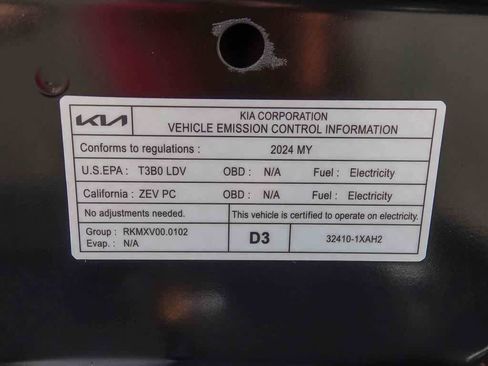 KIA
KIA CORPORATION
VEHICLE EMISSION CONTROL INFORMATION
Conforms to regulations : 2024 MY
U.S.EPA : T3B0 LDV OBD : N/A Fuel : Electricity
California : ZEV PC OBD : N/A Fuel : Electricity
No adjustments needed. This vehicle is certified to operate on electricity.
Group : RKMXV00.0102
Evap. : N/A
D3
32410-1XAH2